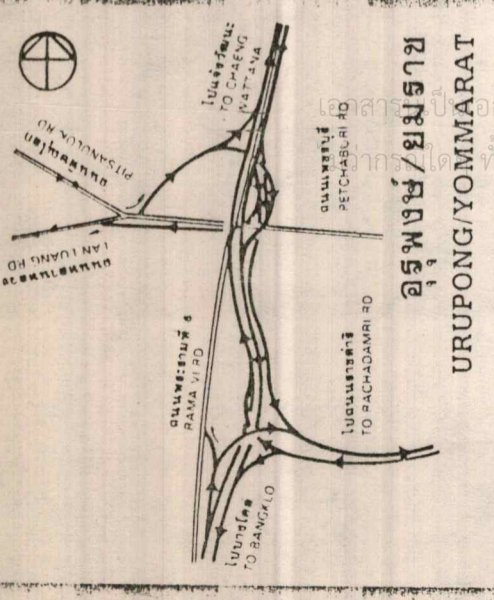 ไปแจ้งวัฒนะ
TO CHAENG
WATTANA
ถนนพิษณุโลก
PITSANULOK RD
ถนนหลานหลวง
LAN LUANG RD
ถนนเพชรบุรี
PETCHABURI RD
ถนนพระรามที่ 6
RAMA VI RD
ไปถนนราชดำริ
TO RACHADAMRI RD
ไปบางโคล่
TO BANGKLO
อุรุพงษ์/ยมราช
URUPONG/YOMMARAT